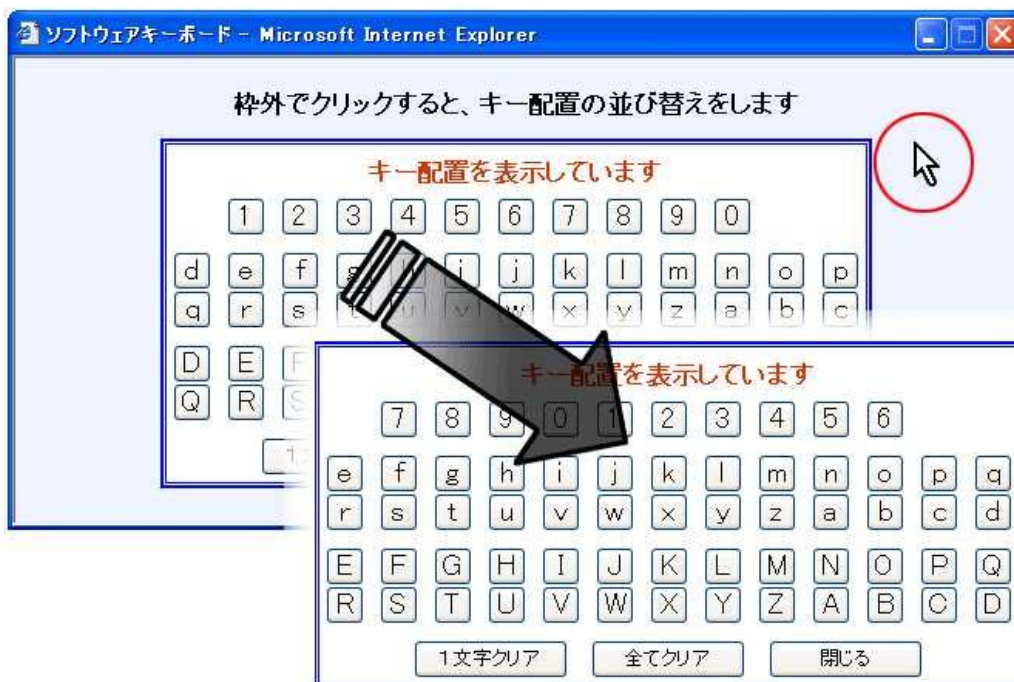 ソフトウェアキーボード - Microsoft Internet Explorer
枠外でクリックすると、キー配置の並び替えをします
キー配置を表示しています
1 2 3 4 5 6 7 8 9 0
d e f g h i j k l m n o p
q r s t u v w x y z a b c
D E F
Q R S
キー配置を表示しています
7 8 9 0 1 2 3 4 5 6
e f g h i j k l m n o p q
r s t u v w x y z a b c d
E F G H I J K L M N O P Q
R S T U V W X Y Z A B C D
1文字クリア 全てクリア 閉じる